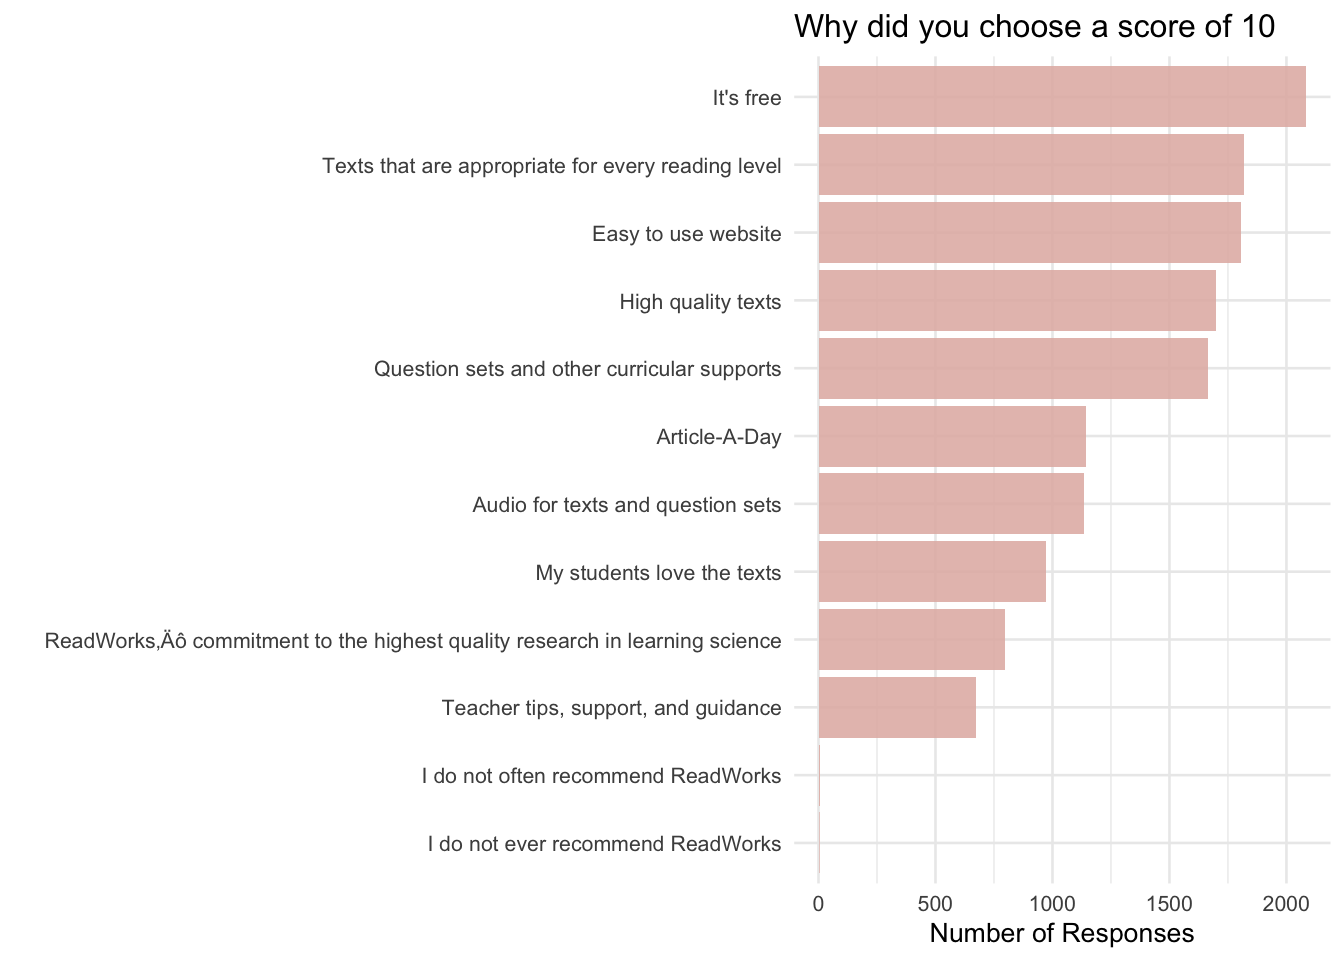 Why did you choose a score of 10
It's free
Texts that are appropriate for every reading level
Easy to use website
High quality texts
Question sets and other curricular supports
Article-A-Day
Audio for texts and question sets
My students love the texts
ReadWorks‚Äô commitment to the highest quality research in learning science
Teacher tips, support, and guidance
I do not often recommend ReadWorks
I do not ever recommend ReadWorks
0 500 1000 1500 2000
Number of Responses